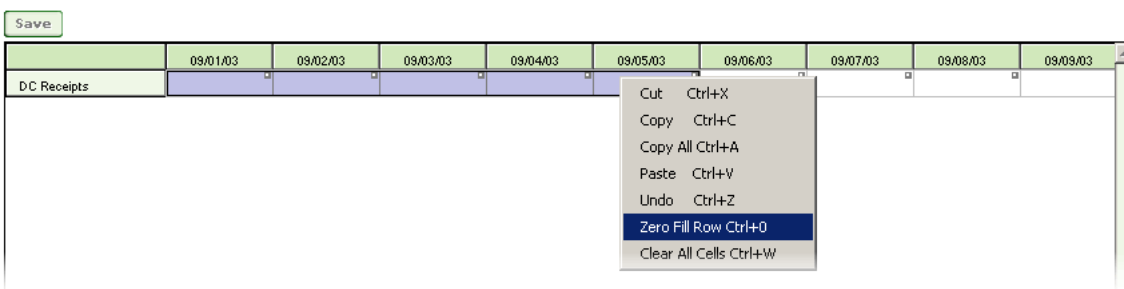 Save
09/01/03 09/02/03 09/03/03 09/04/03 09/05/03 09/06/03 09/07/03 09/08/03 09/09/03
DC Receipts
Cut Ctrl+X
Copy Ctrl+C
Copy All Ctrl+A
Paste Ctrl+V
Undo Ctrl+Z
Zero Fill Row Ctrl+0
Clear All Cells Ctrl+W